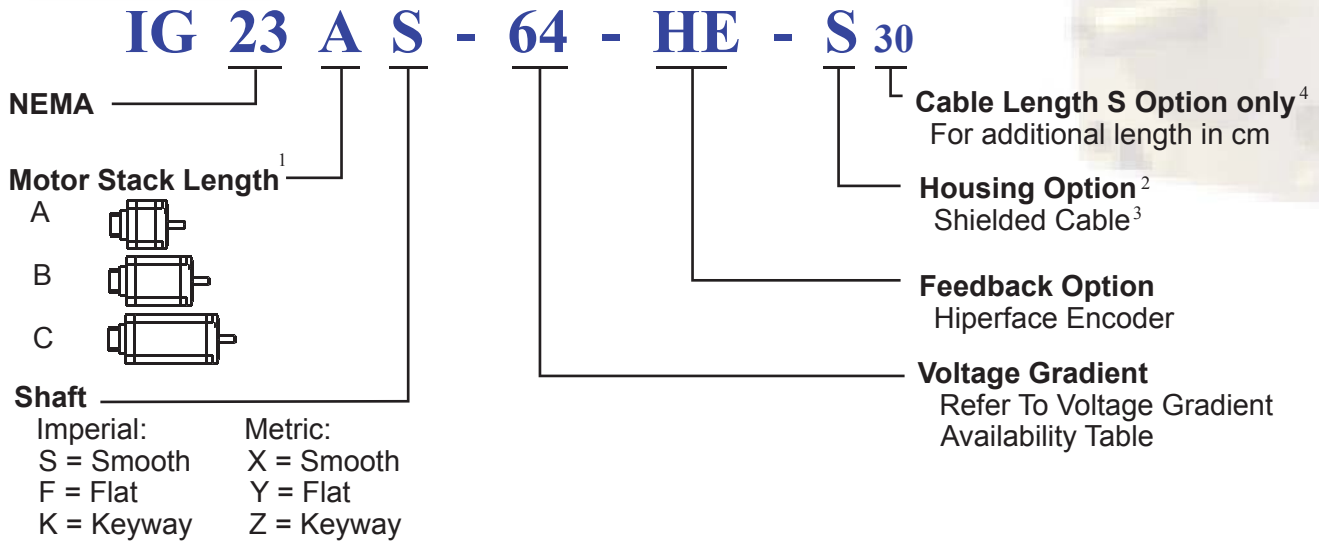 IG 23 A S - 64 - HE - S 30
NEMA
Motor Stack Length 1
A
B
C
Shaft
Imperial:
S = Smooth
F = Flat
K = Keyway
Metric:
X = Smooth
Y = Flat
Z = Keyway
Cable Length S Option only 4
For additional length in cm
Housing Option 2
Shielded Cable 3
Feedback Option
Hiperface Encoder
Voltage Gradient
Refer To Voltage Gradient
Availability Table